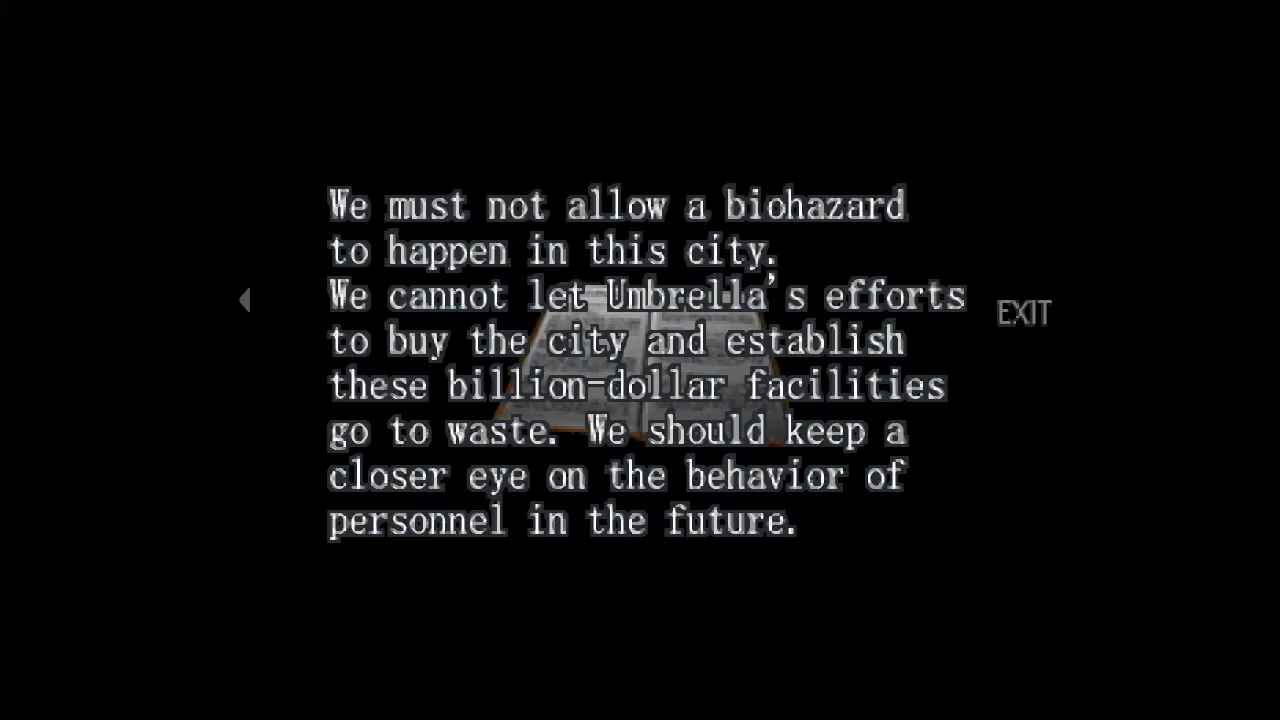 We must not allow a biohazard
to happen in this city.
We cannot let Umbrella's efforts
to buy the city and establish
these billion-dollar facilities
go to waste. We should keep a
closer eye on the behavior of
personnel in the future.
EXIT